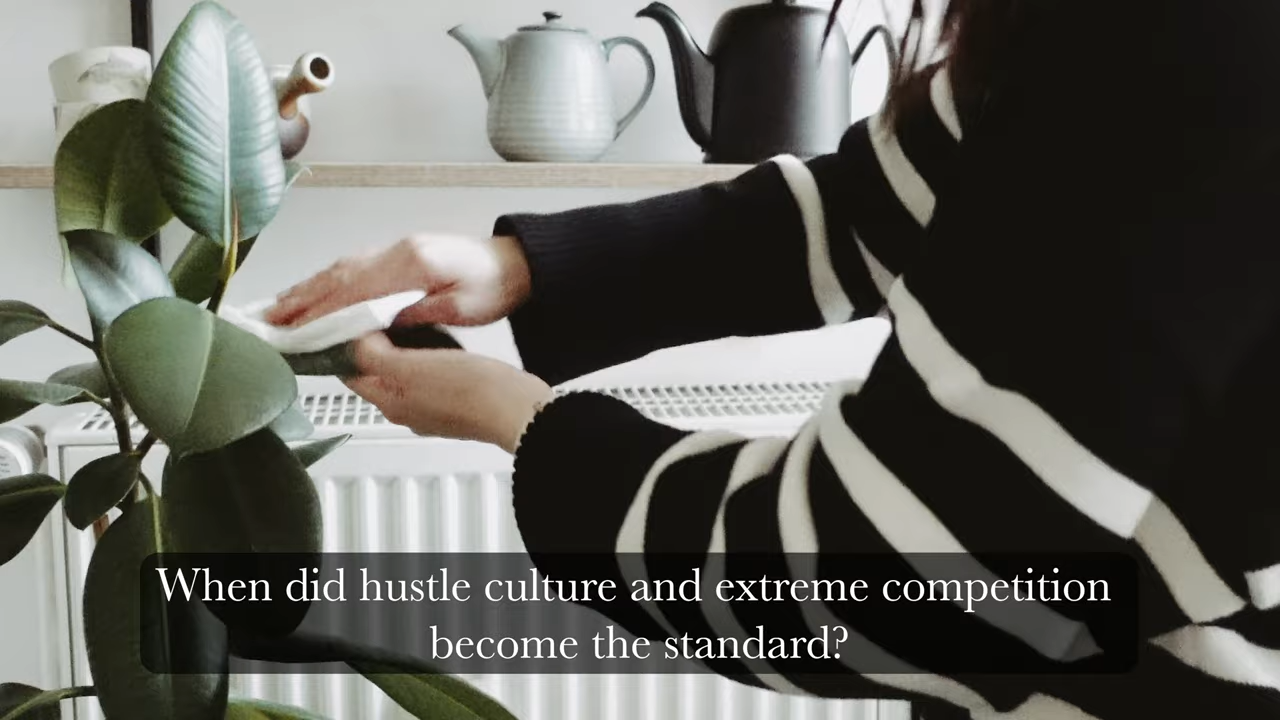 When did hustle culture and extreme competition
become the standard?